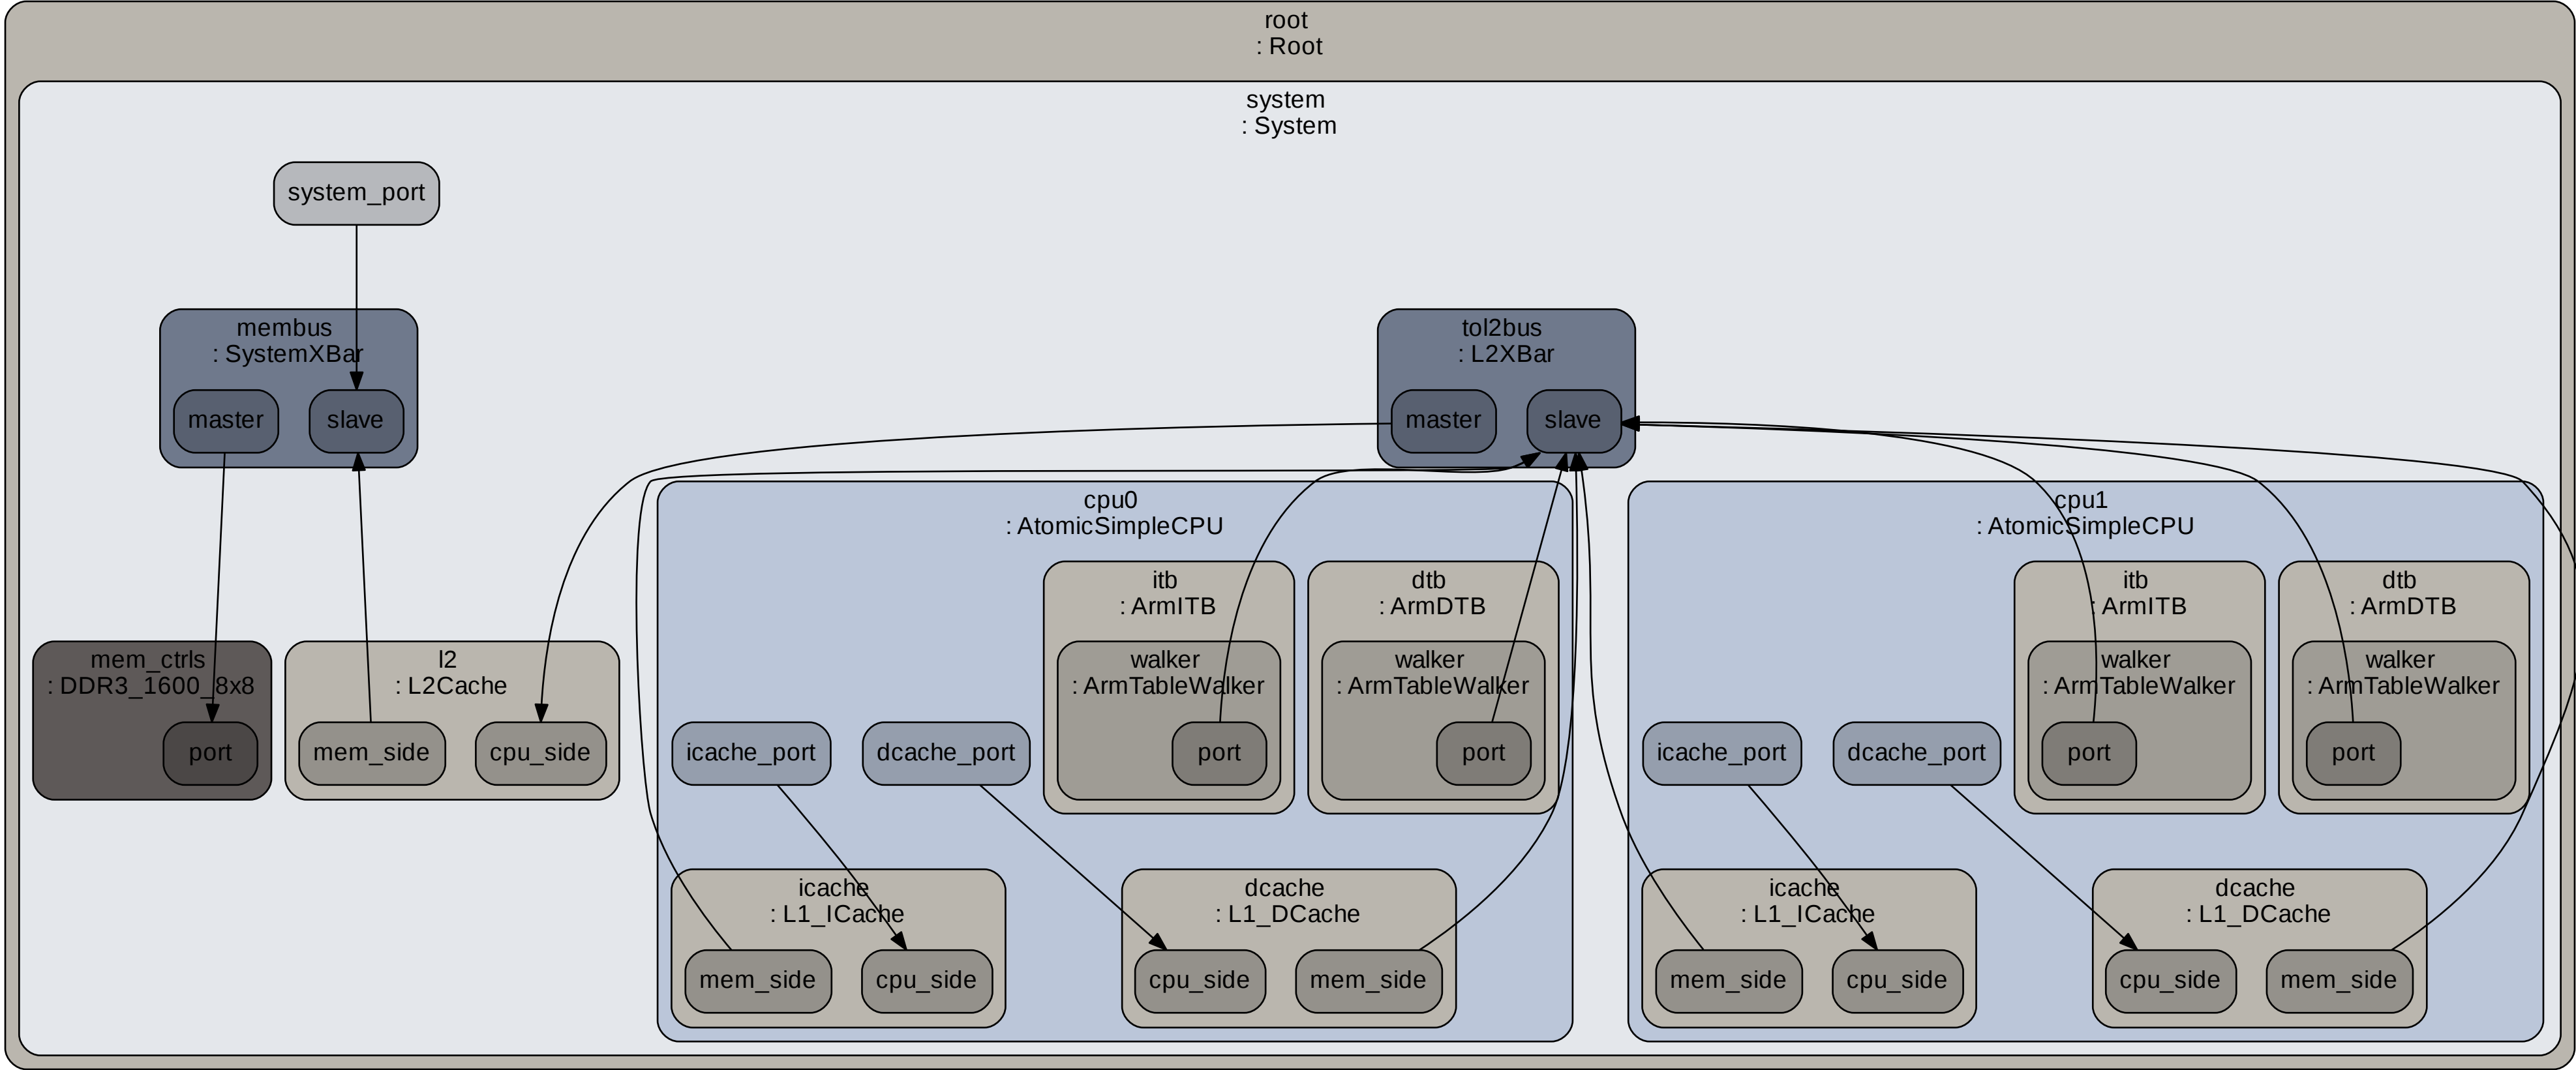 root
: Root
system
: System
system_port
membus
: SystemXBar
master
slave
tol2bus
: L2XBar
master
slave
mem_ctrls
: DDR3_1600_8x8
port
l2
: L2Cache
mem_side
cpu_side
cpu0
: AtomicSimpleCPU
itb
: ArmITB
walker
: ArmTableWalker
port
dtb
: ArmDTB
walker
: ArmTableWalker
port
icache_port
dcache_port
icache
: L1_ICache
mem_side
cpu_side
dcache
: L1_DCache
cpu_side
mem_side
cpu1
: AtomicSimpleCPU
itb
: ArmITB
walker
: ArmTableWalker
port
dtb
: ArmDTB
walker
: ArmTableWalker
port
icache_port
dcache_port
icache
: L1_ICache
mem_side
cpu_side
dcache
: L1_DCache
cpu_side
mem_side